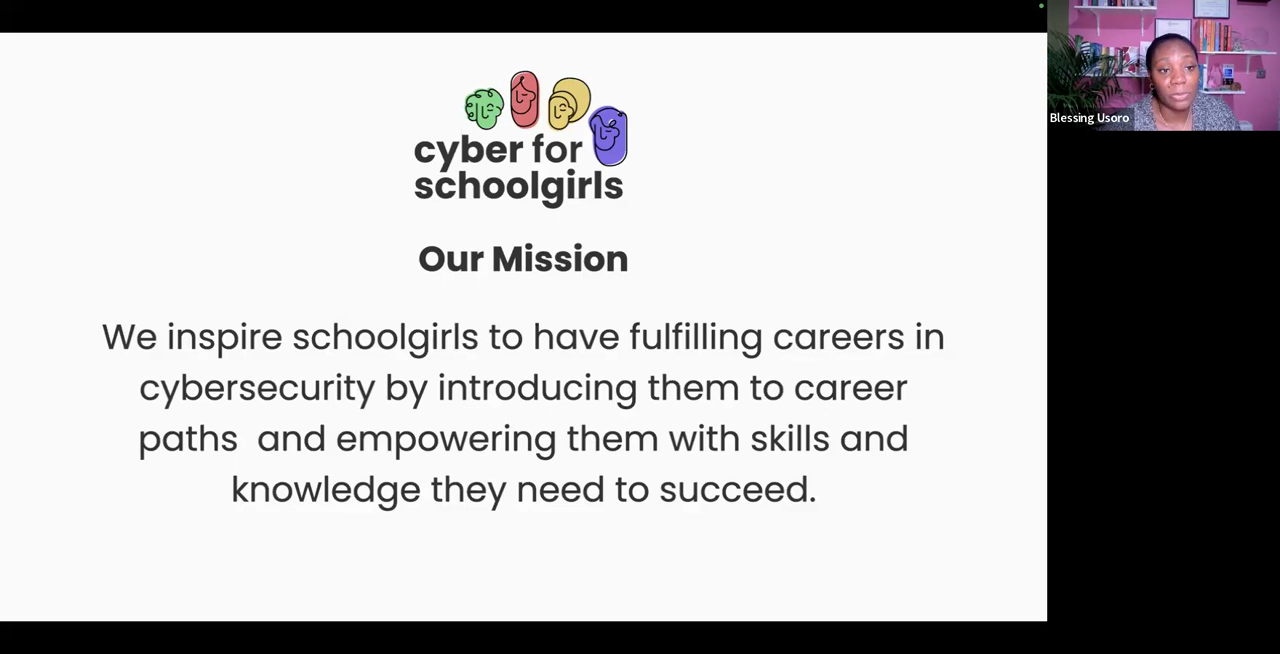 cyber for
schoolgirls
Our Mission
We inspire schoolgirls to have fulfilling careers in
cybersecurity by introducing them to career
paths  and empowering them with skills and
knowledge they need to succeed.
Blessing Usoro